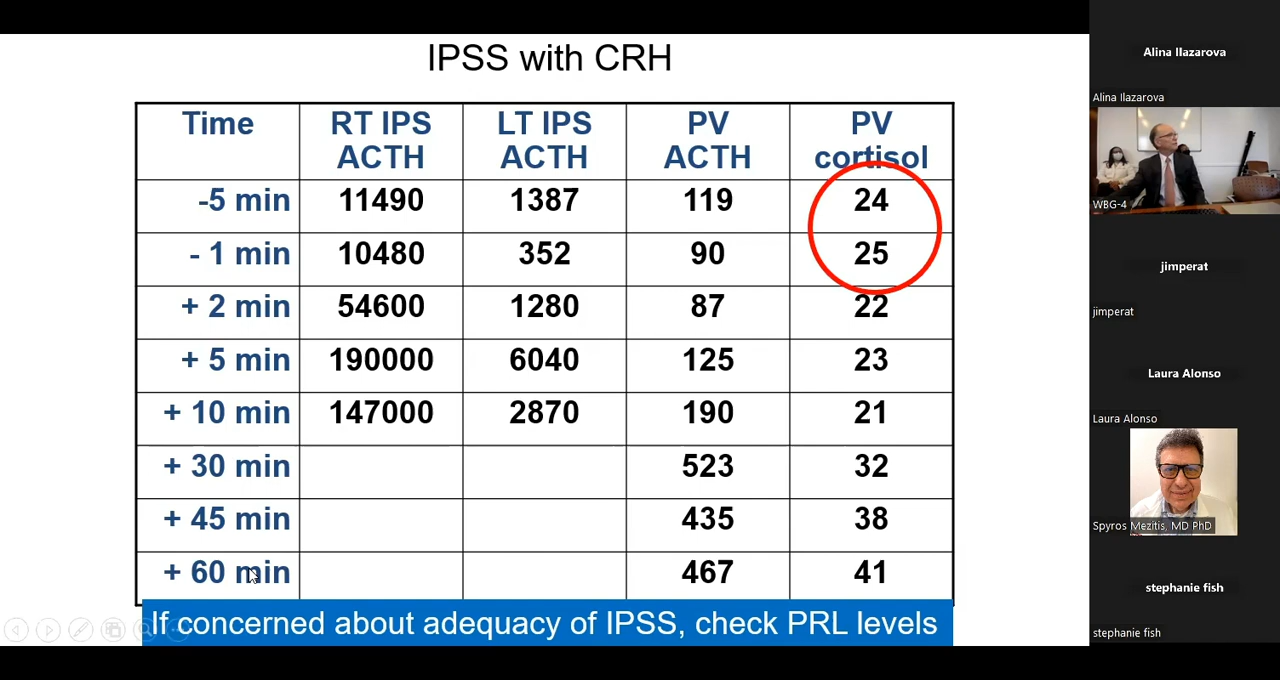 IPSS with CRH
Time RT IPS ACTH LT IPS ACTH PV ACTH PV cortisol
-5 min 11490 1387 119 24
- 1 min 10480 352 90 25
+ 2 min 54600 1280 87 22
+ 5 min 190000 6040 125 23
+ 10 min 147000 2870 190 21
+ 30 min 523 32
+ 45 min 435 38
+ 60 min 467 41
If concerned about adequacy of IPSS, check PRL levels
Alina Ilazarova
Alina Ilazarova
WBG-4
jimperat
jimperat
Laura Alonso
Laura Alonso
Spyros Mezitis, MD PhD
stephanie fish
stephanie fish